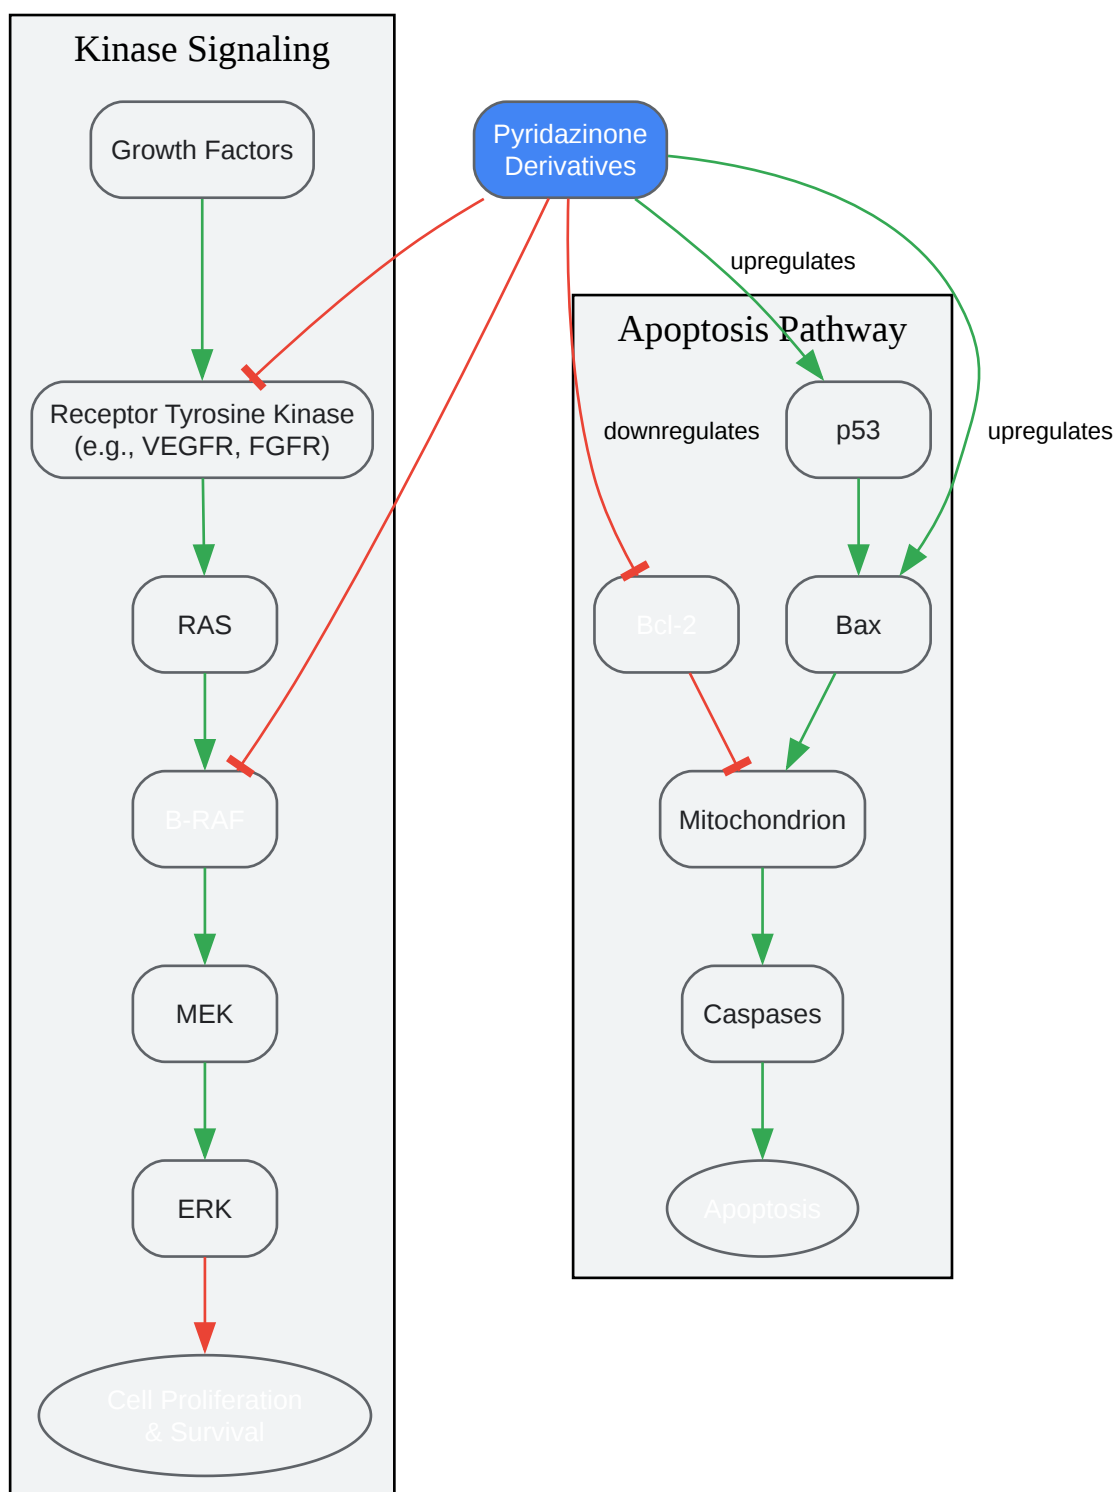 Kinase Signaling
Growth Factors
Pyridazinone
Derivatives
upregulates
Apoptosis Pathway
Receptor Tyrosine Kinase
(e.g., VEGFR, FGFR)
downregulates
p53
upregulates
RAS
Bcl-2
Bax
B-RAF
Mitochondrion
MEK
Caspases
ERK
Apoptosis
Cell Proliferation
& Survival